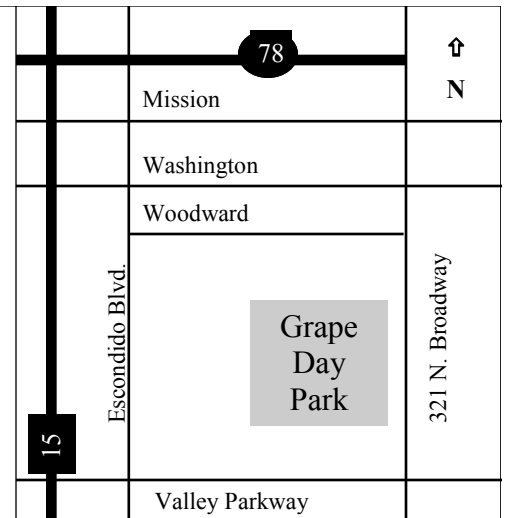 78
⇧
N
Mission
Washington
Woodward
Escondido Blvd.
Grape
Day
Park
321 N. Broadway
15
Valley Parkway